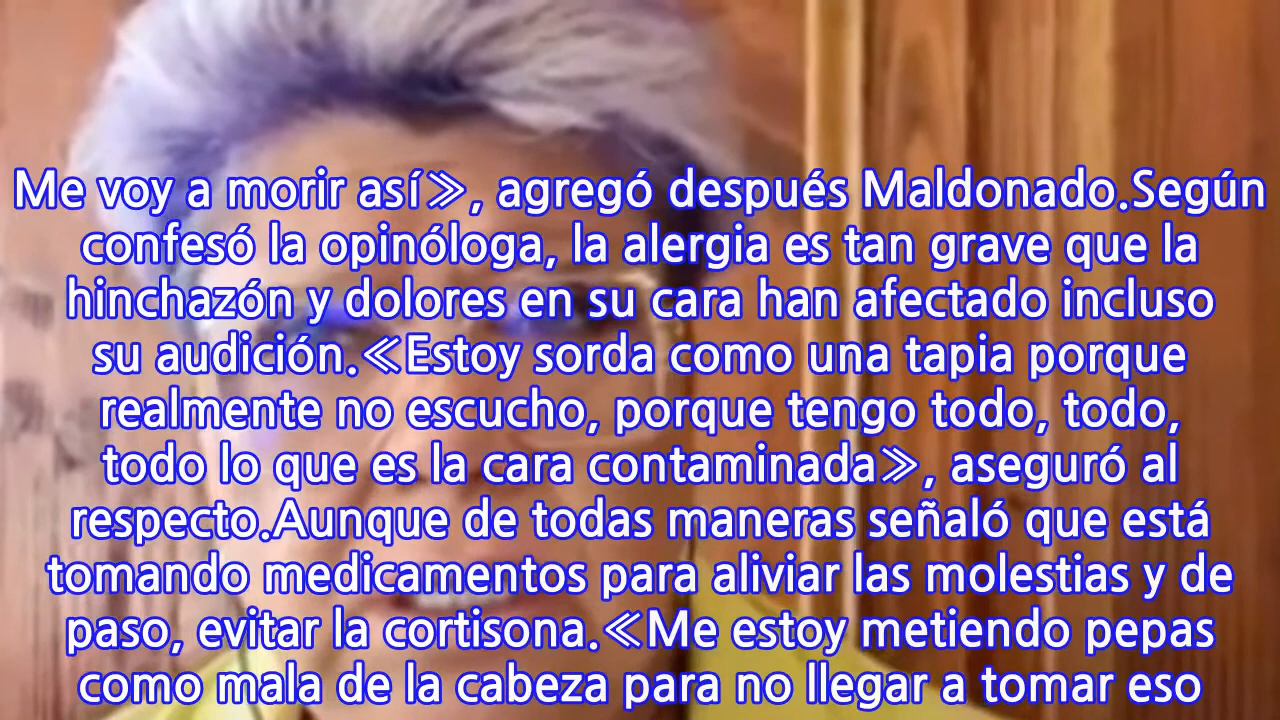 Me voy a morir así≫, agregó después Maldonado.Según
confesó la opinóloga, la alergia es tan grave que la
hinchazón y dolores en su cara han afectado incluso
su audición.≪Estoy sorda como una tapia porque
realmente no escucho, porque tengo todo, todo,
todo lo que es la cara contaminada≫, aseguró al
respecto.Aunque de todas maneras señaló que está
tomando medicamentos para aliviar las molestias y de
paso, evitar la cortisona.≪Me estoy metiendo pepas
como mala de la cabeza para no llegar a tomar eso